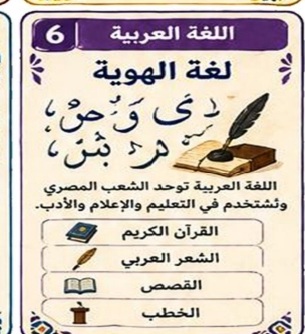 6
اللغة العربية
لغة الهوية
اللغة العربية توحد الشعب المصري
وتُستخدم في التعليم والإعلام والأدب.
القرآن الكريم
الشعر العربي
القصص
الخطب